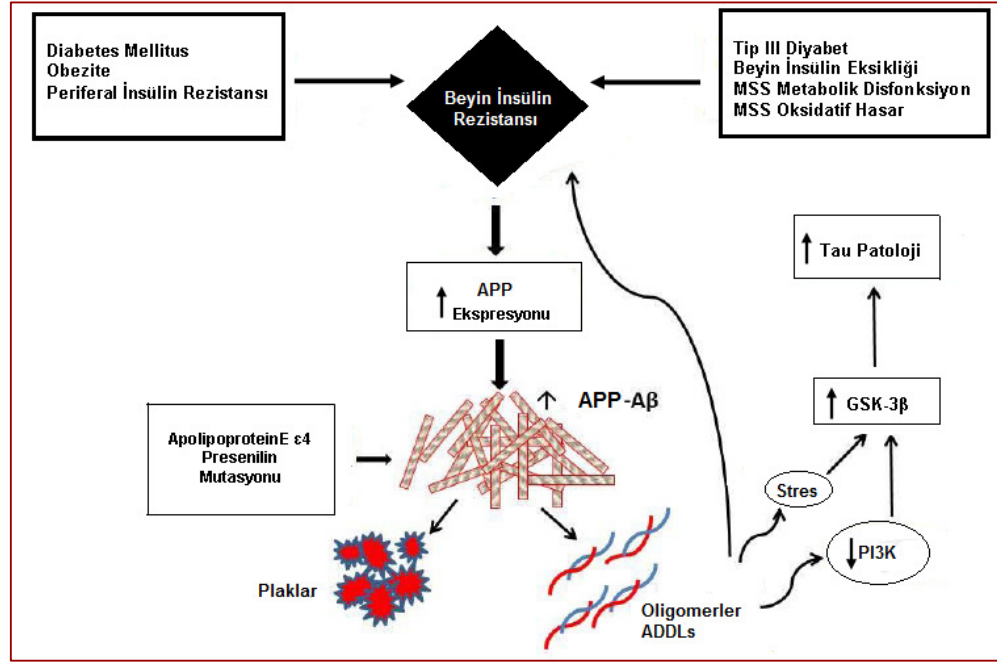 Diabetes Mellitus
Obezite
Periferal İnsülin Rezistansı
Beyin İnsülin
Rezistansı
Tip III Diyabet
Beyin İnsülin Eksikliği
MSS Metabolik Disfonksiyon
MSS Oksidatif Hasar
APP
Ekspresyonu
Tau Patoloji
APP-Aβ
GSK-3β
ApolipoproteinE ε4
Presenilin
Mutasyonu
Stres
PI3K
Plaklar
Oligomerler
ADDLs